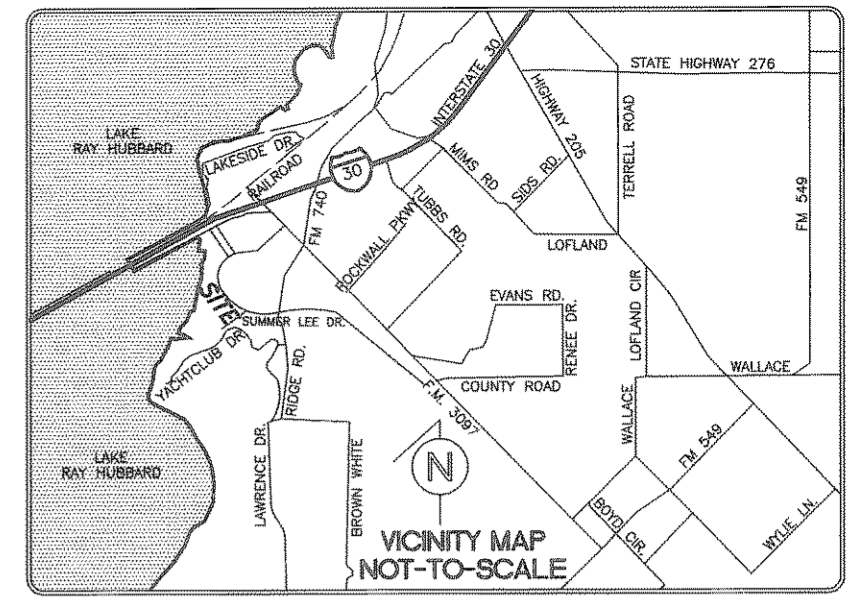 STATE HIGHWAY 276
INTERSTATE 30
HIGHWAY 205
TERRELL ROAD
FM 549
LAKE
RAY HUBBARD
LAKESIDE DR.
RAILROAD
30
MIMS RD
SIDS RD.
FM 740
ROCKWALL PKWY
TUBBS RD.
LOFLAND
SITE
SUMMER LEE DR.
YACHTCLUB DR.
RIDGE RD.
EVANS RD.
RENEE DR.
LOFLAND CIR
COUNTY ROAD
WALLACE
WALLACE
F.M. 3097
LAKE
RAY HUBBARD
LAWRENCE DR.
BROWN WHITE
N
FM 549
BOYD CIR.
WYLIE LN.
VICINITY MAP
NOT-TO-SCALE